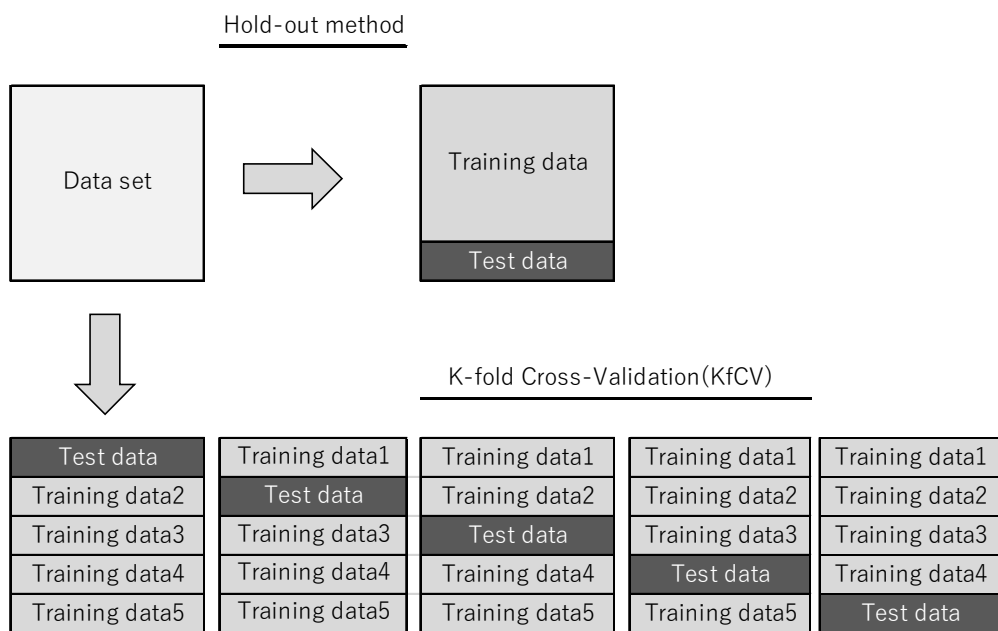 Hold-out method
Data set
Training data
Test data
K-fold Cross-Validation(KfCV)
Test data
Training data2
Training data3
Training data4
Training data5
Training data1
Test data
Training data3
Training data4
Training data5
Training data1
Training data2
Test data
Training data4
Training data5
Training data1
Training data2
Training data3
Test data
Training data5
Training data1
Training data2
Training data3
Training data4
Test data